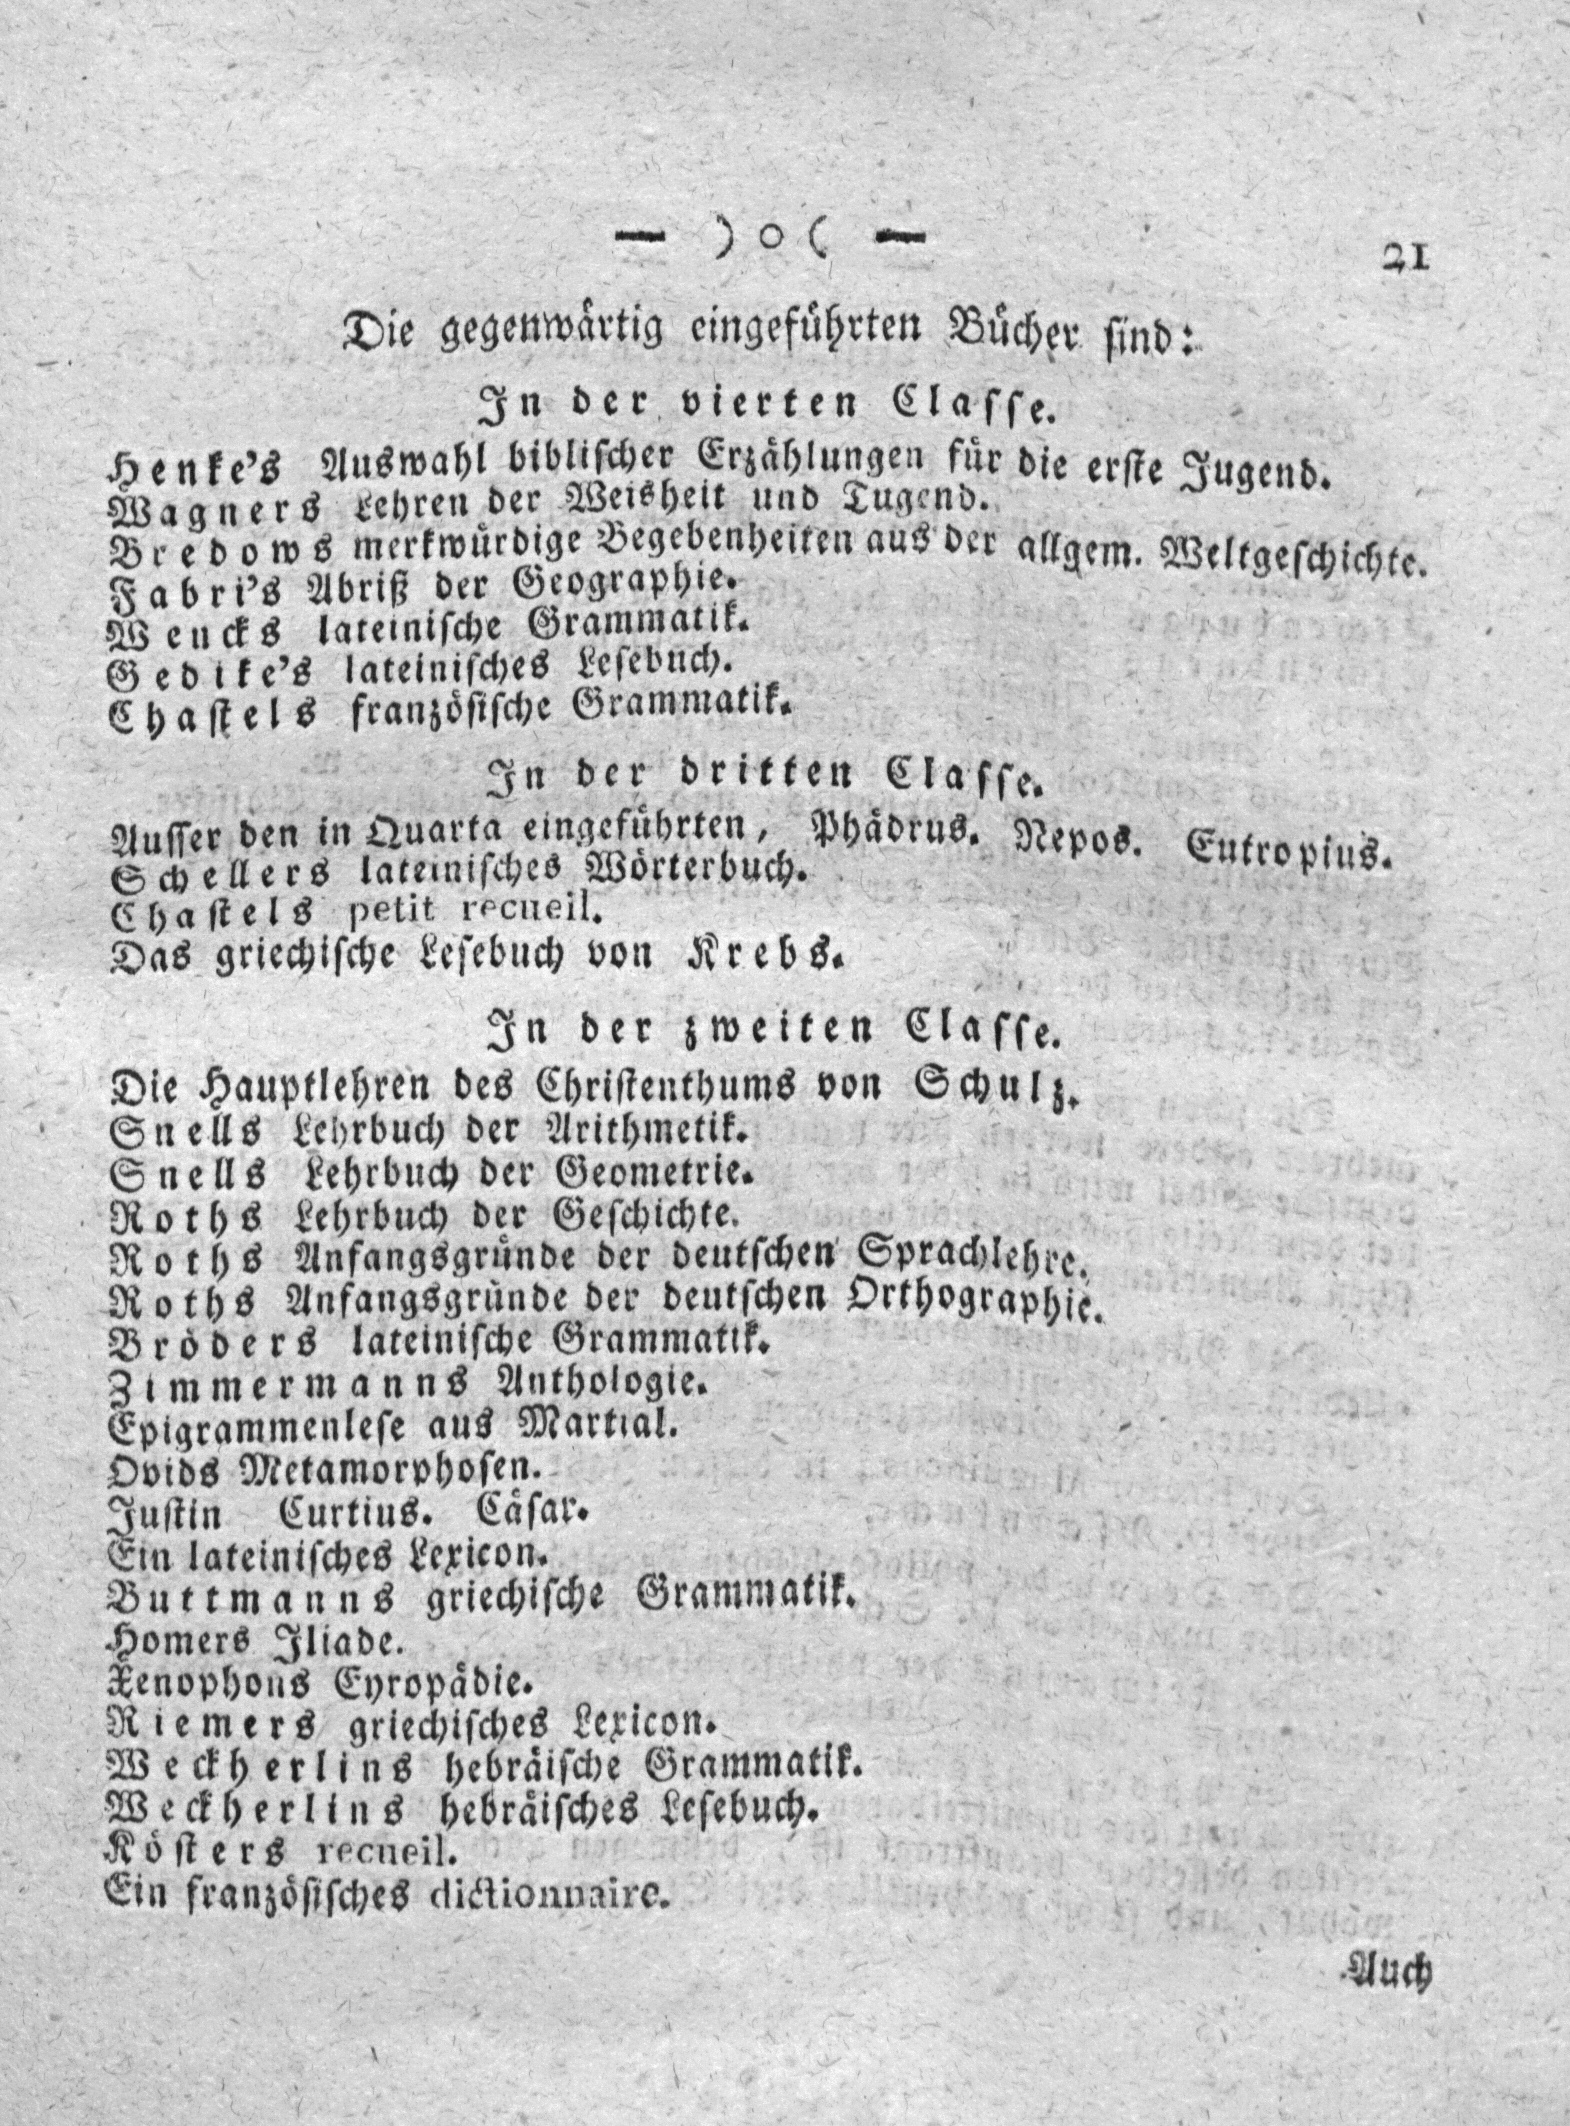 — )o( —
21
Die gegenwärtig eingeführten Bücher sind:
In der vierten Classe.
Henke's Auswahl biblischer Erzählungen für die erste Jugend.
Wagners Lehren der Weisheit und Tugend.
Bredows merkwürdige Begebenheiten aus der allgem. Weltgeschichte.
Fabri's Abriß der Geographie.
Wencks lateinische Grammatik.
Gedike's lateinisches Lesebuch.
Chastels französische Grammatik.
In der dritten Classe.
Ausser den in Quarta eingeführten, Phädrus. Nepos. Eutropius.
Schellers lateinisches Wörterbuch.
Chastels petit recueil.
Das griechische Lesebuch von Krebs.
In der zweiten Classe.
Die Hauptlehren des Christenthums von Schulz.
Snells Lehrbuch der Arithmetik.
Snells Lehrbuch der Geometrie.
Roths Lehrbuch der Geschichte.
Roths Anfangsgründe der deutschen Sprachlehre.
Roths Anfangsgründe der deutschen Orthographie.
Bröders lateinische Grammatik.
Zimmermanns Anthologie.
Epigrammenlese aus Martial.
Ovids Metamorphosen.
Justin Curtius. Cäsar.
Ein lateinisches Lexicon.
Buttmanns griechische Grammatik.
Homers Iliade.
Xenophons Cyropädie.
Riemers griechisches Lexicon.
Weckherlins hebräische Grammatik.
Weckherlins hebräisches Lesebuch.
Kösters recueil.
Ein französisches dictionnaire.
Auch